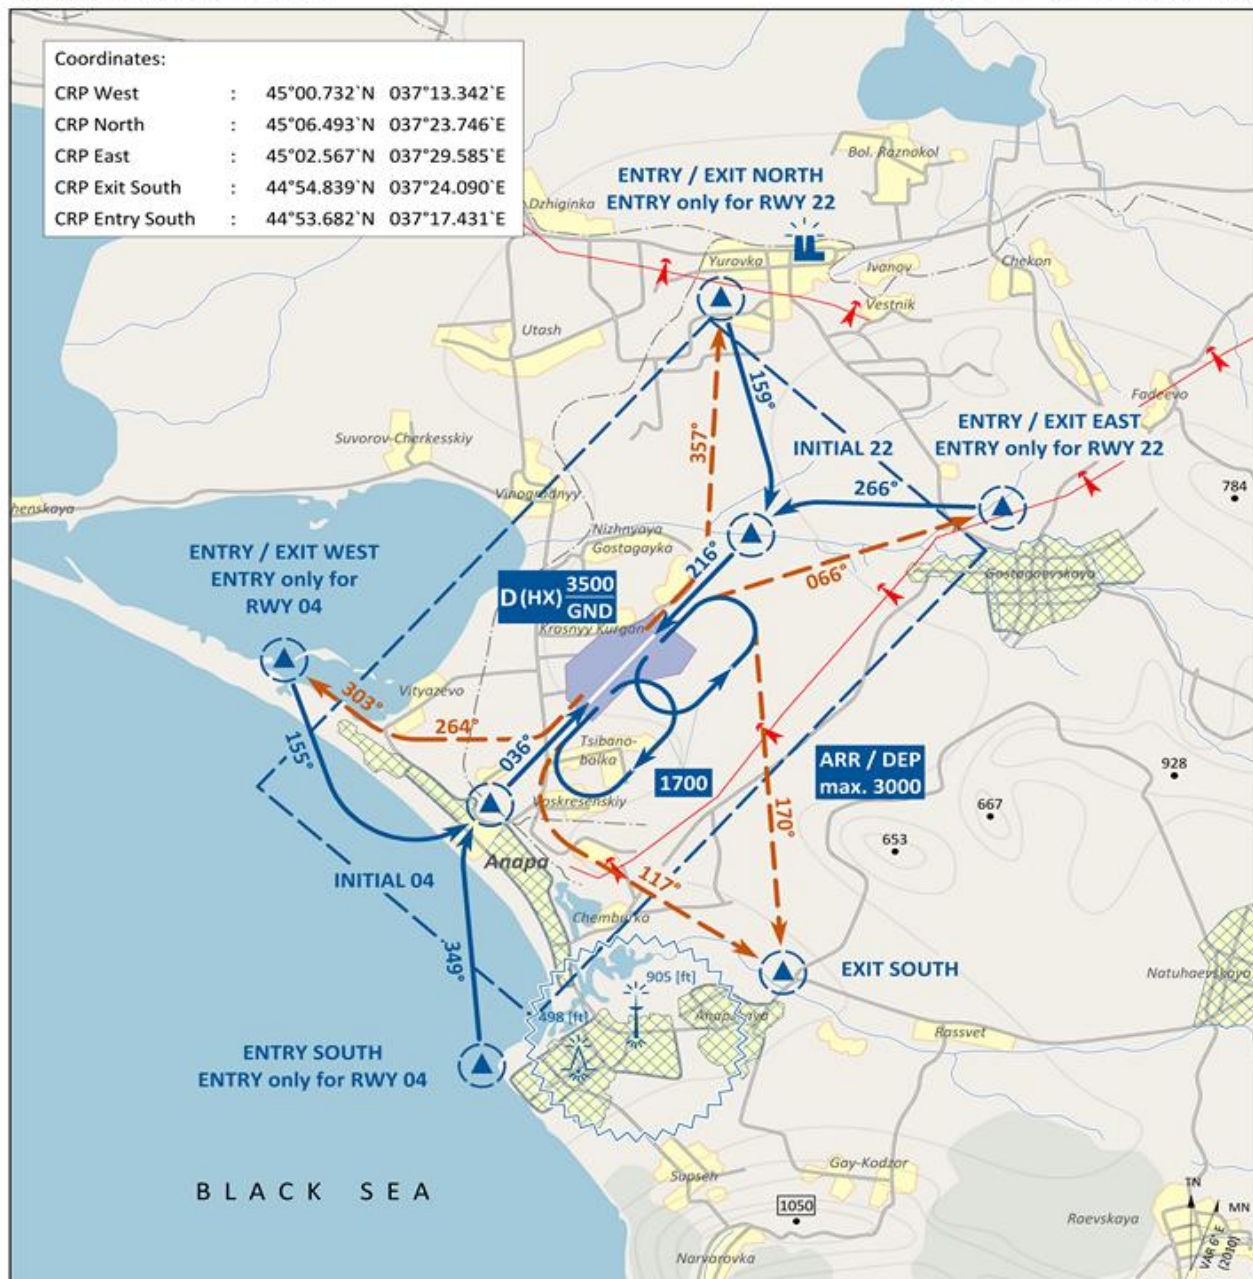 Coordinates:
CRP West : 45°00.732`N 037°13.342`E
CRP North : 45°06.493`N 037°23.746`E
CRP East : 45°02.567`N 037°29.585`E
CRP Exit South : 44°54.839`N 037°24.090`E
CRP Entry South : 44°53.682`N 037°17.431`E
Bol. Raznokol
ENTRY / EXIT NORTH
ENTRY only for RWY 22
Dzhiginka
Yurovka
Ivanov
Chekon
Vestnik
Utash
159°
Fadeevo
357°
ENTRY / EXIT EAST
ENTRY only for RWY 22
Suvorov-Cherkesskiy
INITIAL 22
784
266°
Vinogradnyy
henskaya
Nizhnyaya
Gostagayka
ENTRY / EXIT WEST
ENTRY only for
RWY 04
216°
066°
Gostagaevskaya
D (HX) 3500
GND
Krasnyy Kurgan
303°
Vityazevo
264°
155°
036°
Tsibano-
balka
1700
ARR / DEP
max. 3000
928
Voskresenskiy
667
170°
653
Anapa
INITIAL 04
117°
Chemburka
349°
905 [ft]
EXIT SOUTH
Natuhaevskaya
498 [ft]
Rassvet
ENTRY SOUTH
ENTRY only for RWY 04
Supseh
Gay-Kodzor
BLACK SEA
1050
Raevskaya
TN
MN
VAR 6° E
(2010)
Narvarovka